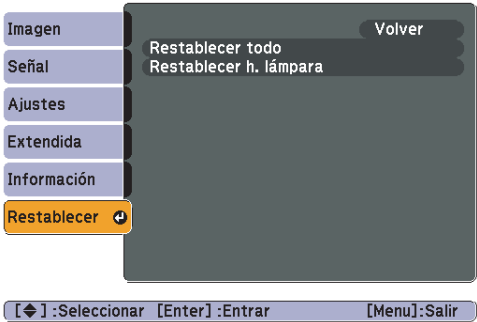 Imagen
Señal
Ajustes
Extendida
Información
Restablecer
Volver
Restablecer todo
Restablecer h. lámpara
[ ] :Seleccionar [Enter] :Entrar [Menu]:Salir